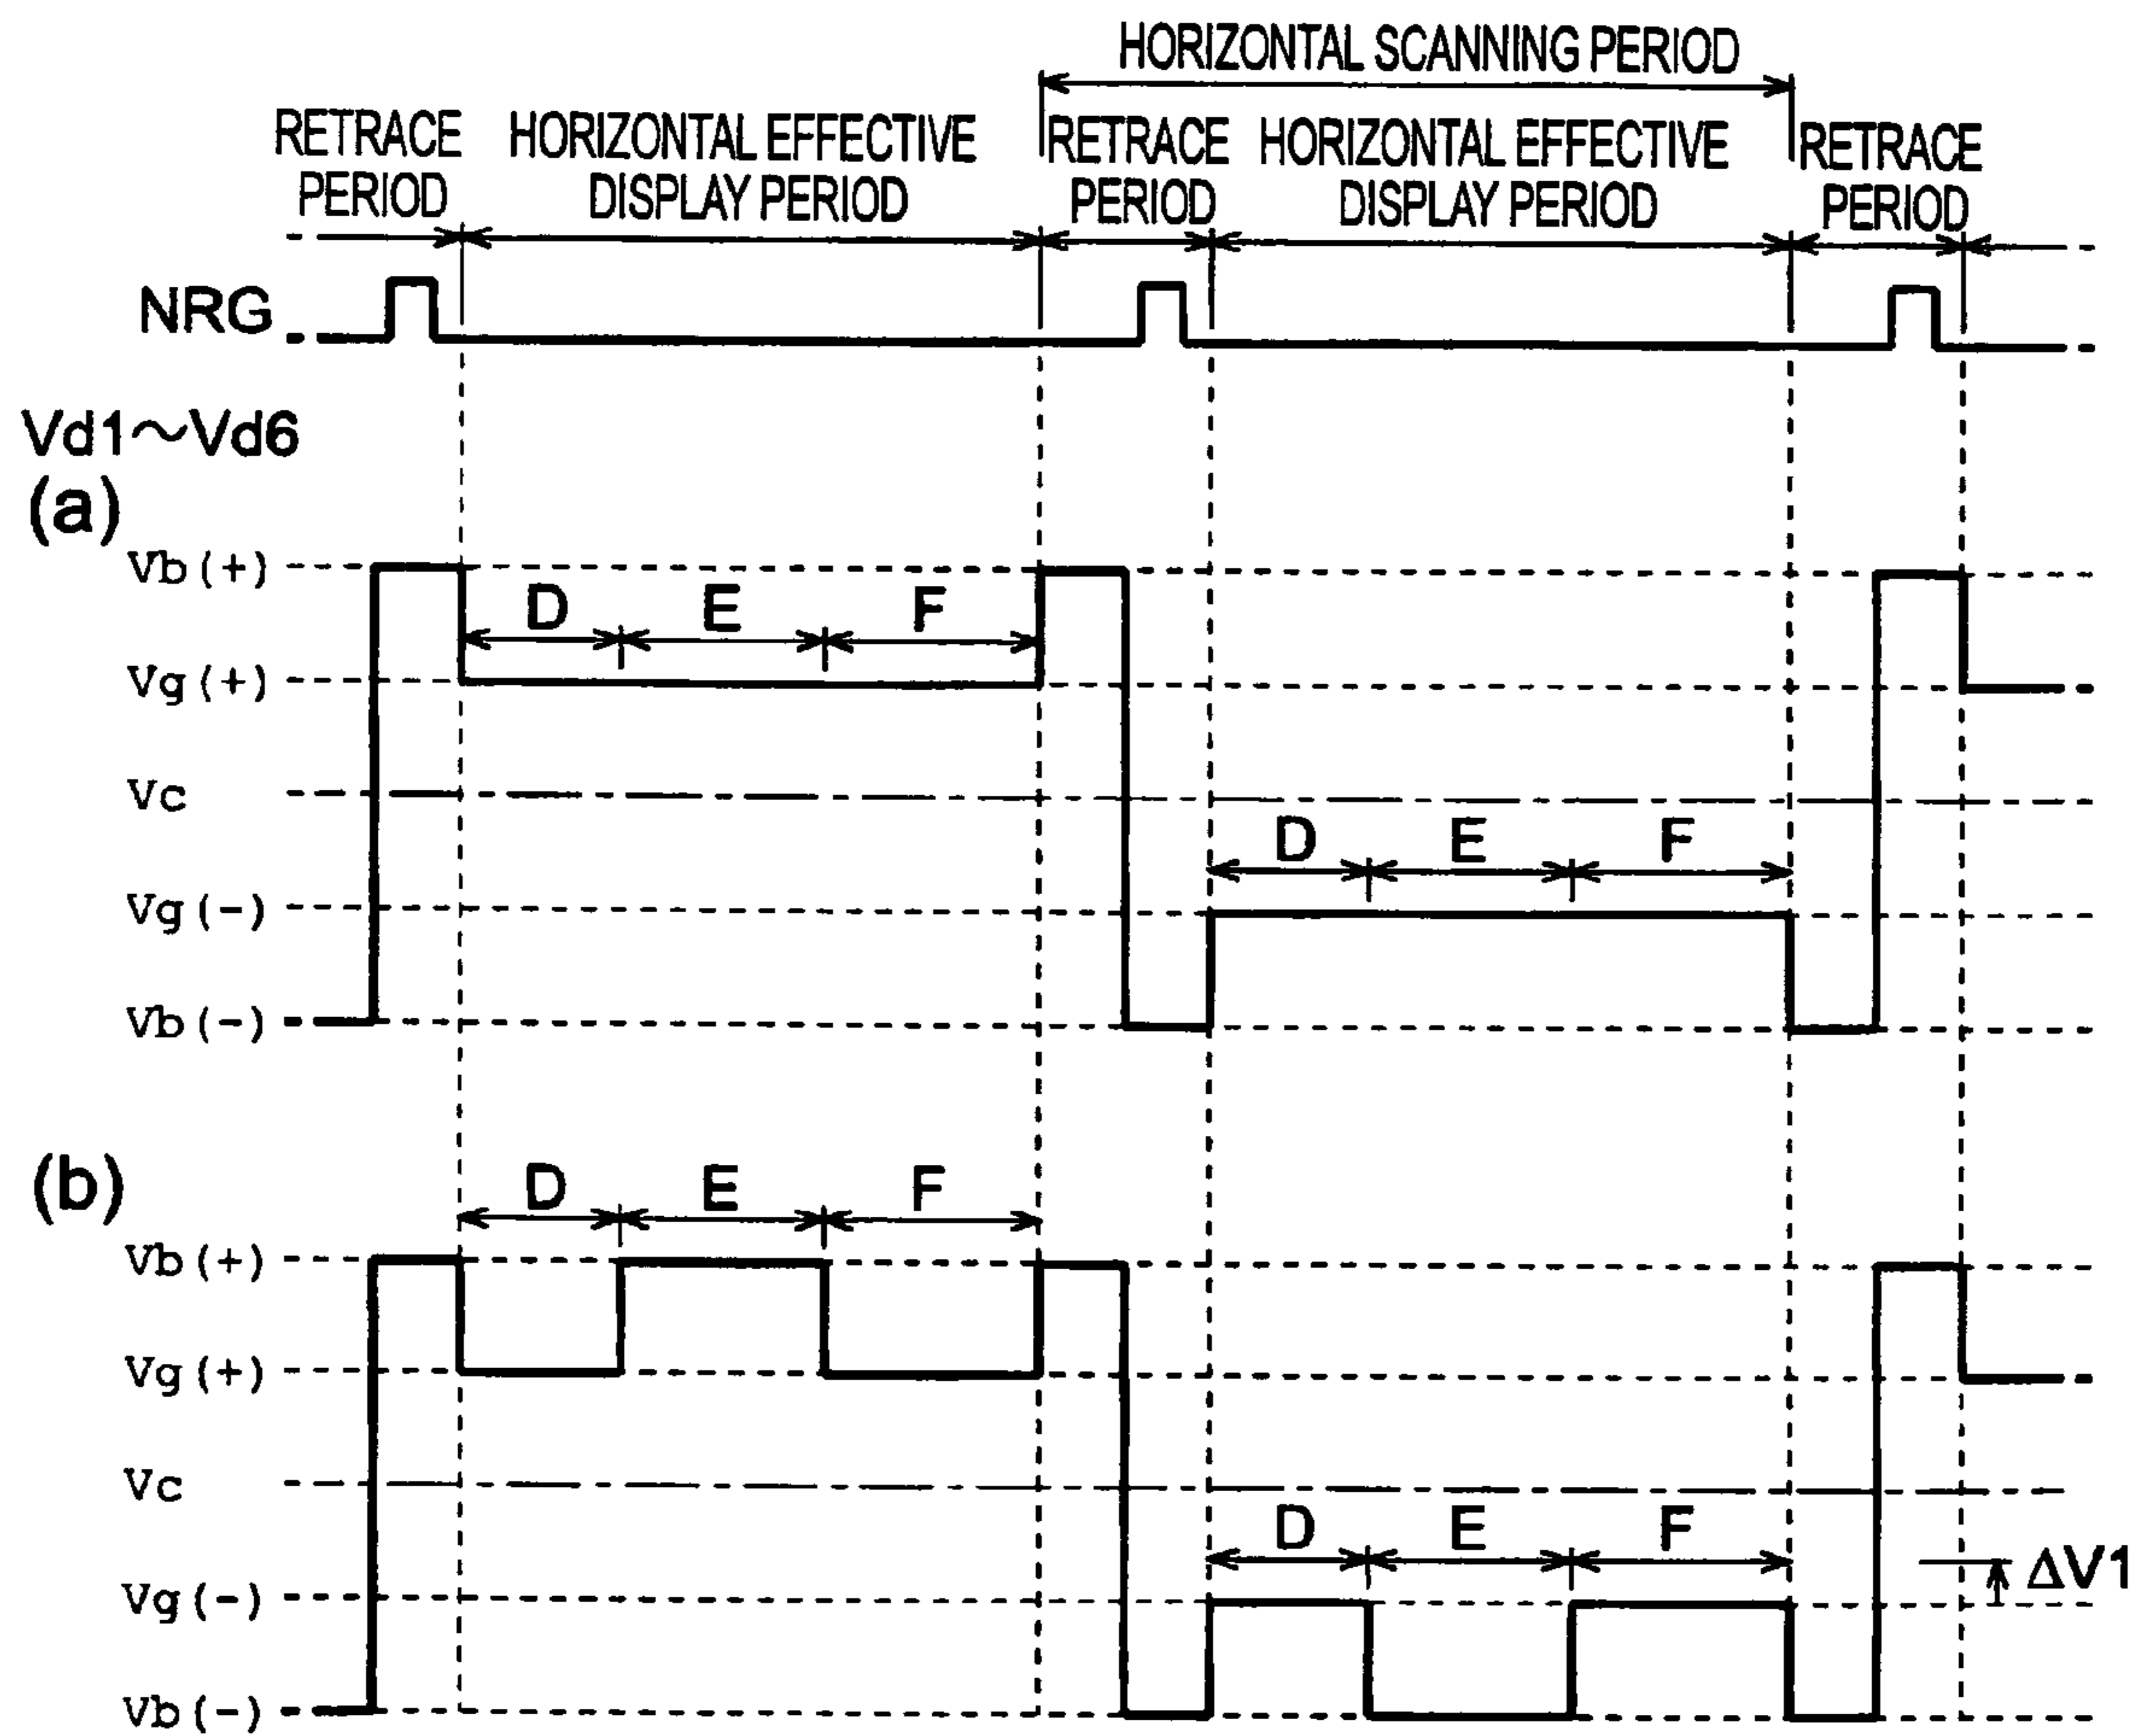 HORIZONTAL SCANNING PERIOD
RETRACE PERIOD
HORIZONTAL EFFECTIVE DISPLAY PERIOD
RETRACE PERIOD
HORIZONTAL EFFECTIVE DISPLAY PERIOD
RETRACE PERIOD
NRG
Vd1～Vd6
(a)
Vb(+)
D E F
Vg(+)
Vc
D E F
Vg(-)
Vb(-)
(b)
D E F
Vb(+)
Vg(+)
Vc
D E F
ΔV1
Vg(-)
Vb(-)